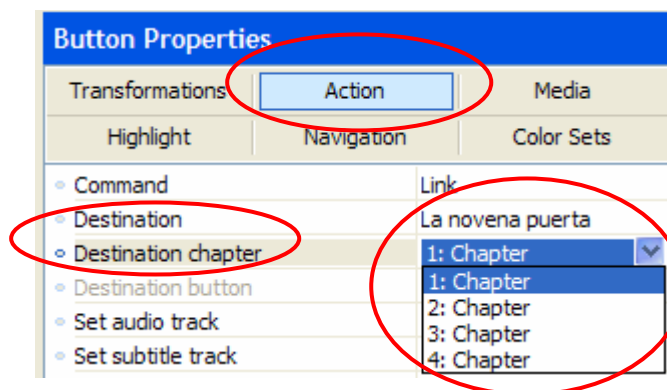 Button Properties
Transformations Action Media
Highlight Navigation Color Sets
Command Link
Destination La novena puerta
Destination chapter 1: Chapter
Destination button 1: Chapter
2: Chapter
Set audio track 3: Chapter
Set subtitle track 4: Chapter